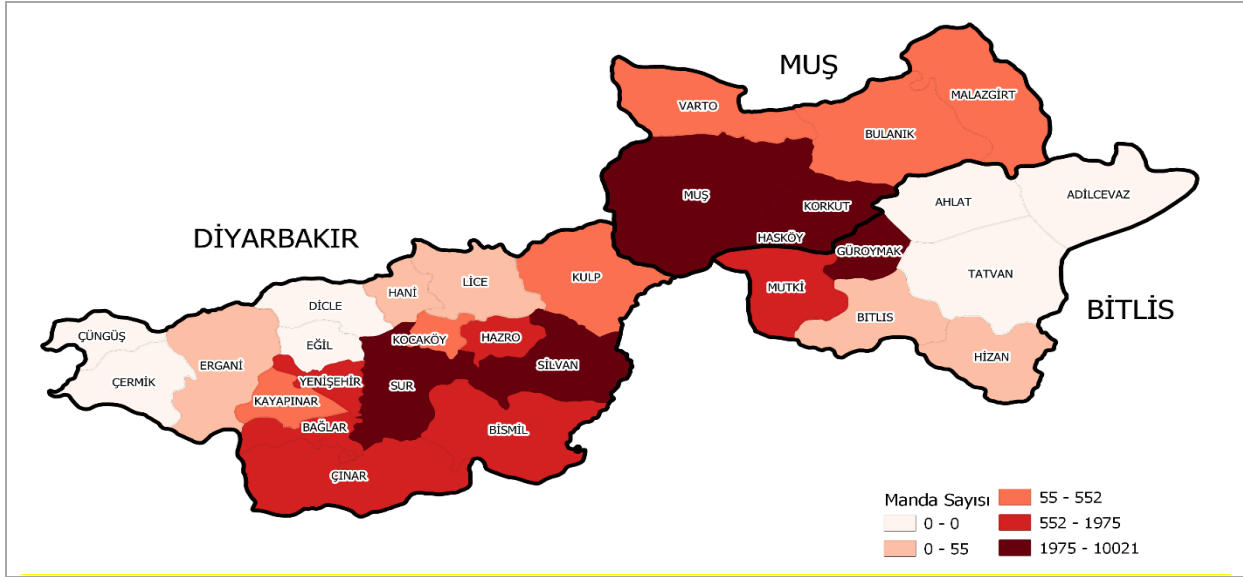 MUŞ
MALAZGİRT
VARTO
BULANIK
ADİLCEVAZ
MUŞ
AHLAT
KORKUT
DİYARBAKIR
HASKÖY
GÜROYMAK
TATVAN
KULP
LİCE
MUTKİ
HANİ
DİCLE
BITLIS
BİTLİS
ÇÜNGÜŞ
KOCAKÖY
HAZRO
EĞİL
HİZAN
ERGANİ
SİLVAN
ÇERMİK
YENİŞEHİR
SUR
KAYAPINAR
BAĞLAR
BİSMİL
ÇINAR
Manda Sayısı
0 - 0
0 - 55
55 - 552
552 - 1975
1975 - 10021